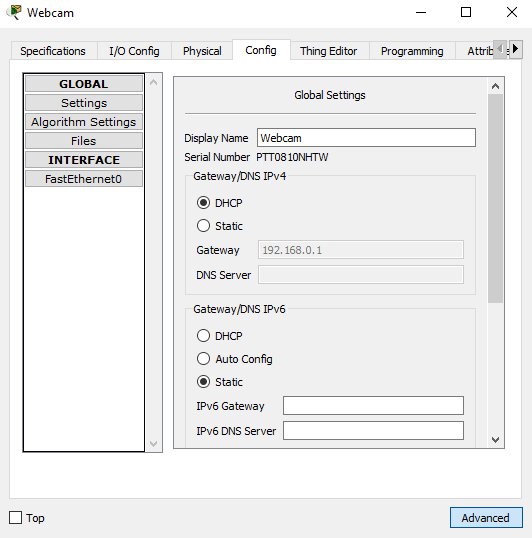 Webcam
Specifications I/O Config Physical Config Thing Editor Programming
GLOBAL
Settings
Algorithm Settings
Files
INTERFACE
FastEthernet0
Global Settings
Display Name Webcam
Serial Number PTT0810NHTW
Gateway/DNS IPv4
DHCP
Static
Gateway 192.168.0.1
DNS Server
Gateway/DNS IPv6
DHCP
Auto Config
Static
IPv6 Gateway
IPv6 DNS Server
Top
Advanced